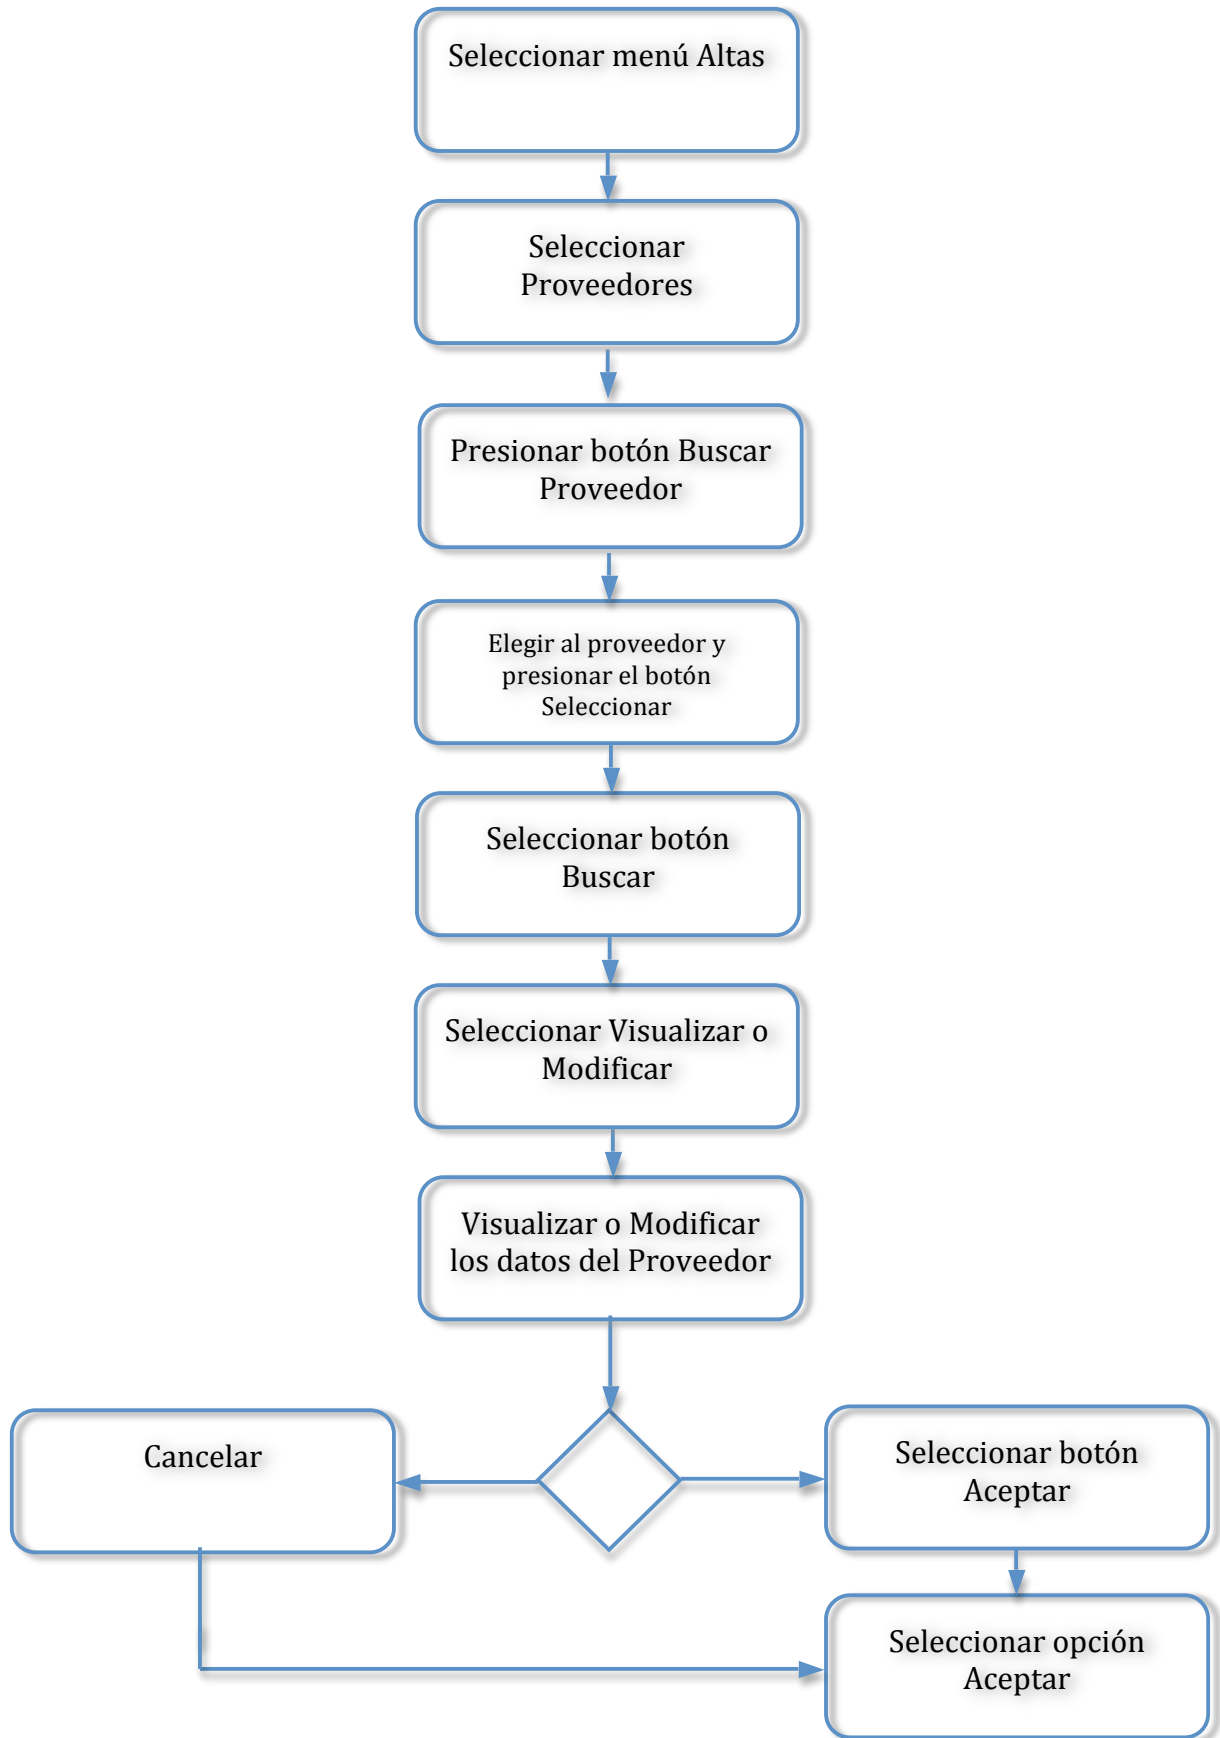 Seleccionar menú Altas
Seleccionar
Proveedores
Presionar botón Buscar
Proveedor
Elegir al proveedor y
presionar el botón
Seleccionar
Seleccionar botón
Buscar
Seleccionar Visualizar o
Modificar
Visualizar o Modificar
los datos del Proveedor
Cancelar
Seleccionar botón
Aceptar
Seleccionar opción
Aceptar